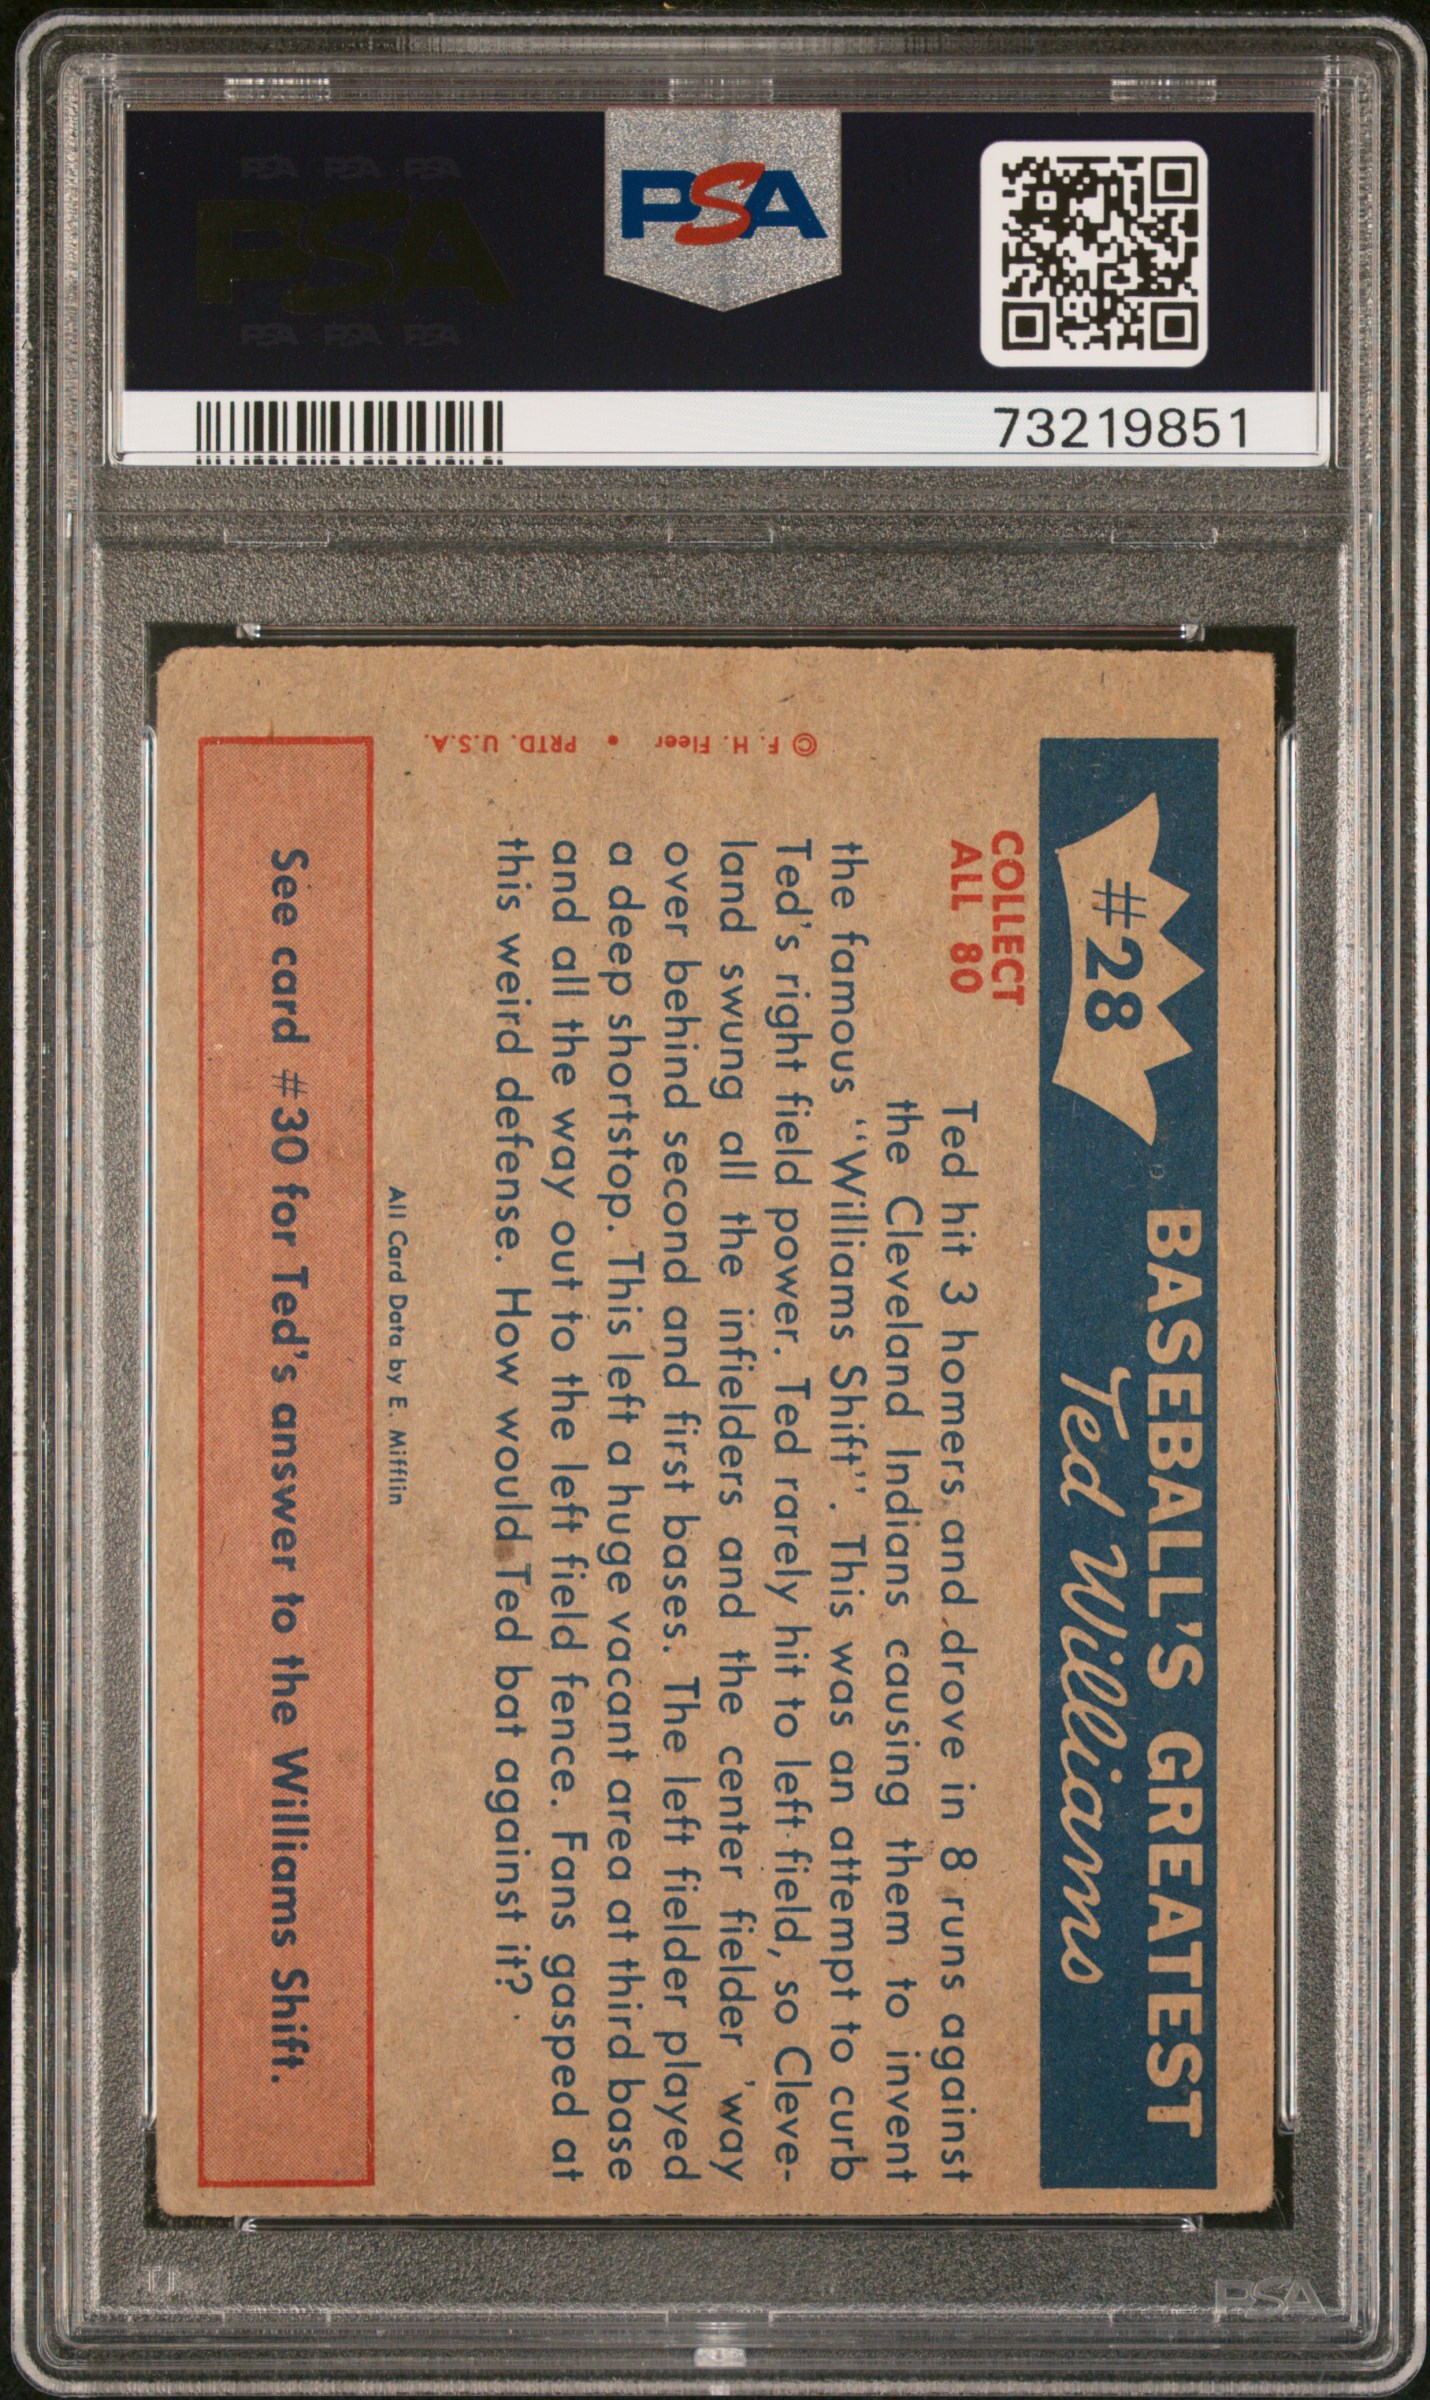 PSA PSA PSA
PSA
PSA PSA PSA
PSA
73219851
#28
BASEBALL'S GREATEST
Ted Williams
COLLECT
ALL 80
Ted hit 3 homers and drove in 8 runs against
the Cleveland Indians causing them to invent
the famous "Williams Shift". This was an attempt to curb
Ted's right field power. Ted rarely hit to left field, so Cleve-
land swung all the infielders and the center fielder 'way
over behind second and first bases. The left fielder played
a deep shortstop. This left a huge vacant area at third base
and all the way out to the left field fence. Fans gasped at
this weird defense. How would Ted bat against it?
All Card Data by E. Mifflin
See card #30 for Ted's answer to the Williams Shift.
© F. H. Fleer • PRTD. U.S.A.
PSA